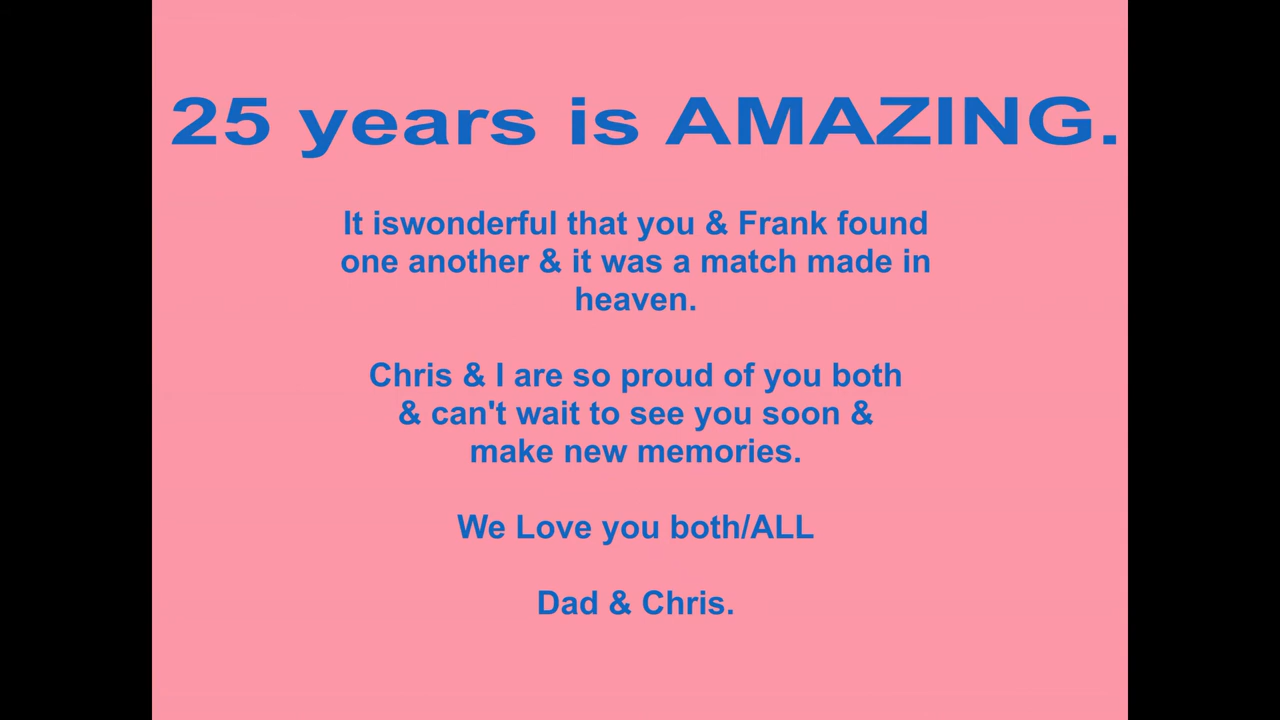 25 years is AMAZING.
It iswonderful that you & Frank found
one another & it was a match made in
heaven.
Chris & I are so proud of you both
& can't wait to see you soon &
make new memories.
We Love you both/ALL
Dad & Chris.